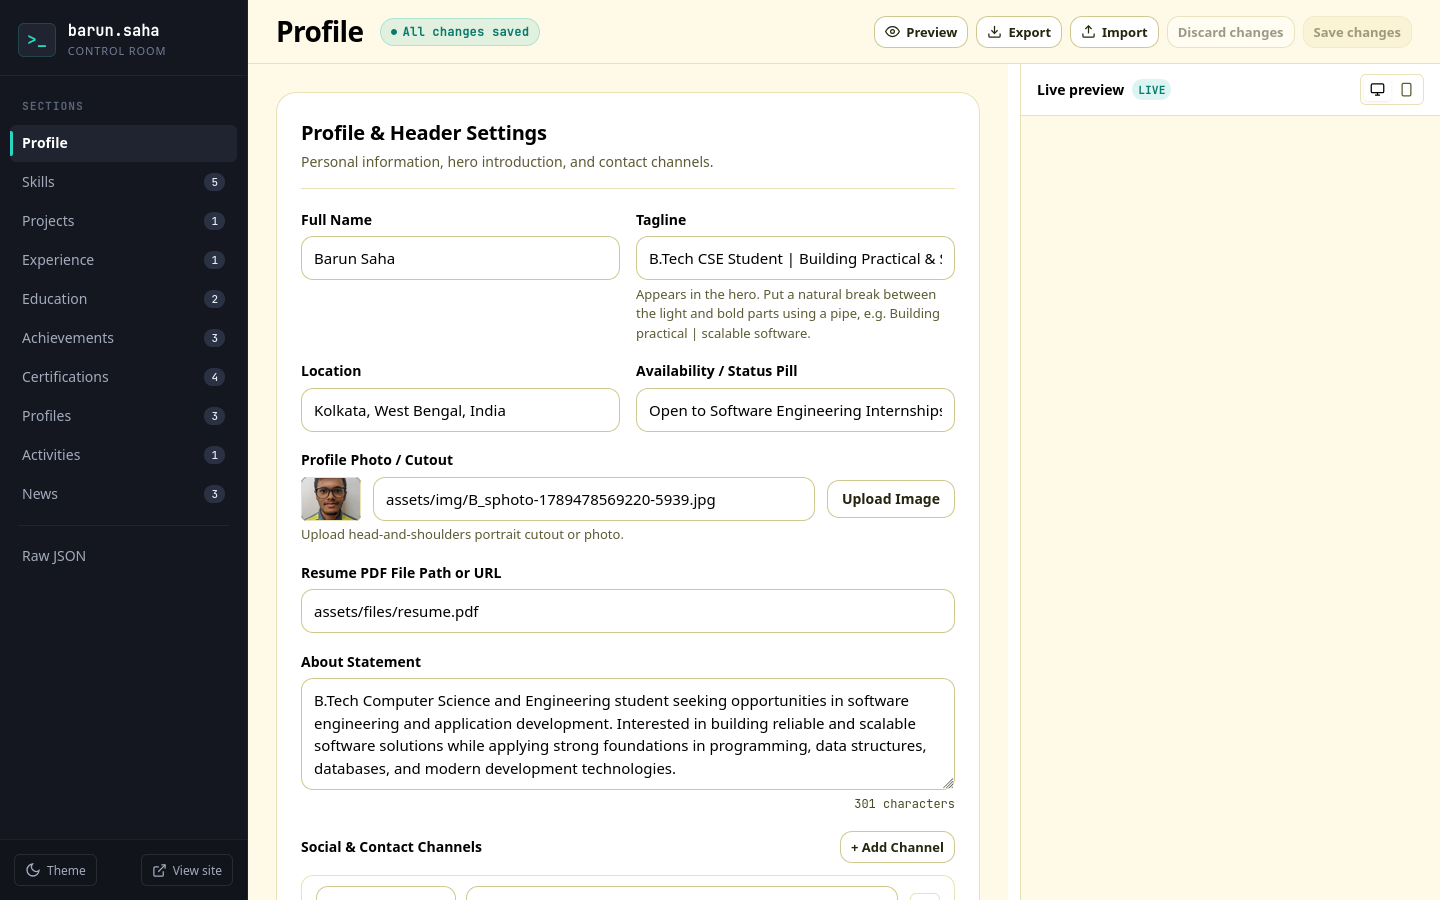 >_
barun.saha
CONTROL ROOM
SECTIONS
Profile
Skills 5
Projects 1
Experience 1
Education 2
Achievements 3
Certifications 4
Profiles 3
Activities 1
News 3
Raw JSON
Theme
View site
Profile
All changes saved
Preview
Export
Import
Discard changes
Save changes
Profile & Header Settings
Personal information, hero introduction, and contact channels.
Full Name
Barun Saha
Tagline
B.Tech CSE Student | Building Practical &
Appears in the hero. Put a natural break between
the light and bold parts using a pipe, e.g. Building
practical | scalable software.
Location
Kolkata, West Bengal, India
Availability / Status Pill
Open to Software Engineering Internships
Profile Photo / Cutout
assets/img/B_sphoto-1789478569220-5939.jpg
Upload Image
Upload head-and-shoulders portrait cutout or photo.
Resume PDF File Path or URL
assets/files/resume.pdf
About Statement
B.Tech Computer Science and Engineering student seeking opportunities in software
engineering and application development. Interested in building reliable and scalable
software solutions while applying strong foundations in programming, data structures,
databases, and modern development technologies.
301 characters
Social & Contact Channels
+ Add Channel
Live preview
LIVE